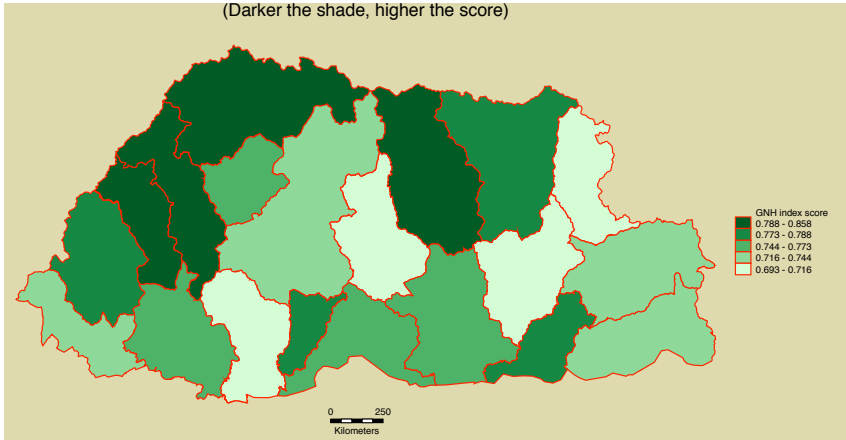 (Darker the shade, higher the score)
GNH index score
0.788 - 0.858
0.773 - 0.788
0.744 - 0.773
0.716 - 0.744
0.693 - 0.716
0 250
Kilometers